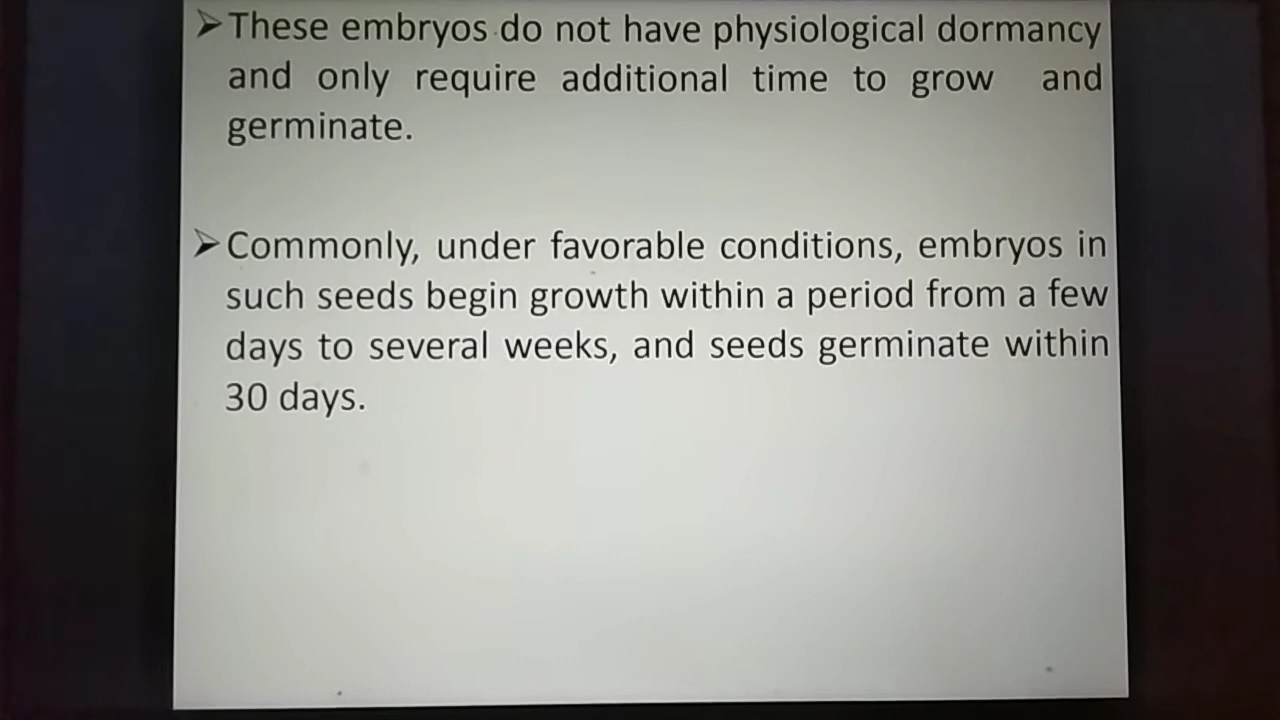 ➢These embryos do not have physiological dormancy
and only require additional time to grow and
germinate.
➢Commonly, under favorable conditions, embryos in
such seeds begin growth within a period from a few
days to several weeks, and seeds germinate within
30 days.